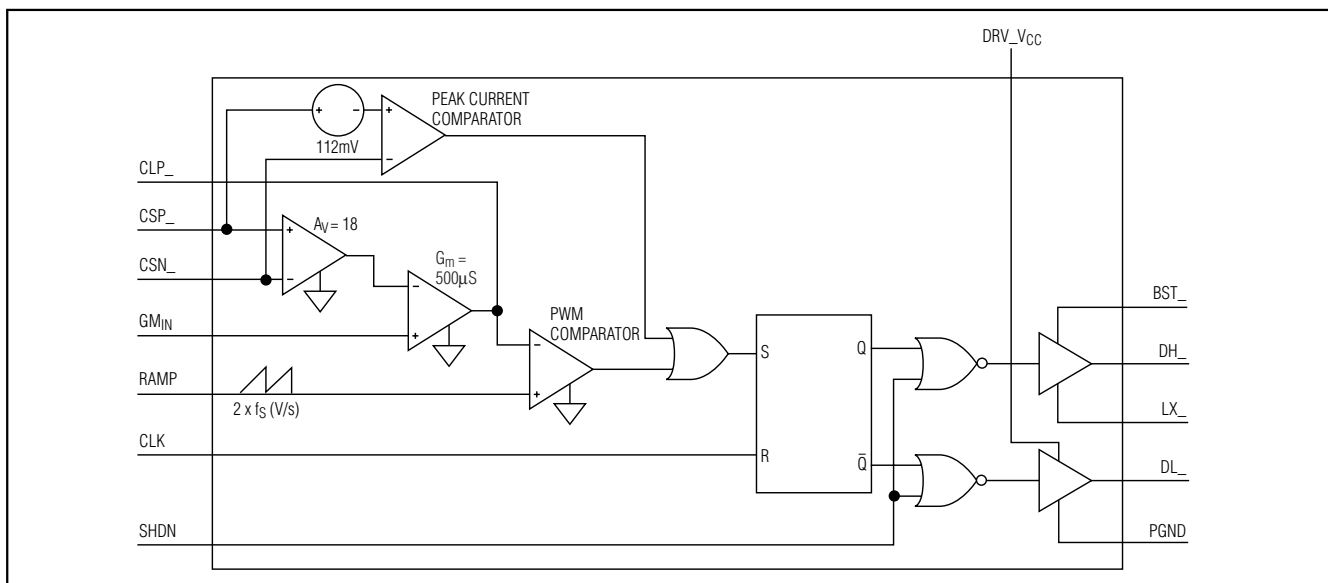 DRV_VCC
PEAK CURRENT
COMPARATOR
+ -
+
112mV
-
CLP_
CSP_
AV = 18
+
CSN_
-
Gm =
500µS
-
BST_
GMIN
+
PWM
COMPARATOR
-
S
Q
DH_
RAMP
2 x fS (V/s)
+
LX_
CLK
R
Q̅
DL_
SHDN
PGND